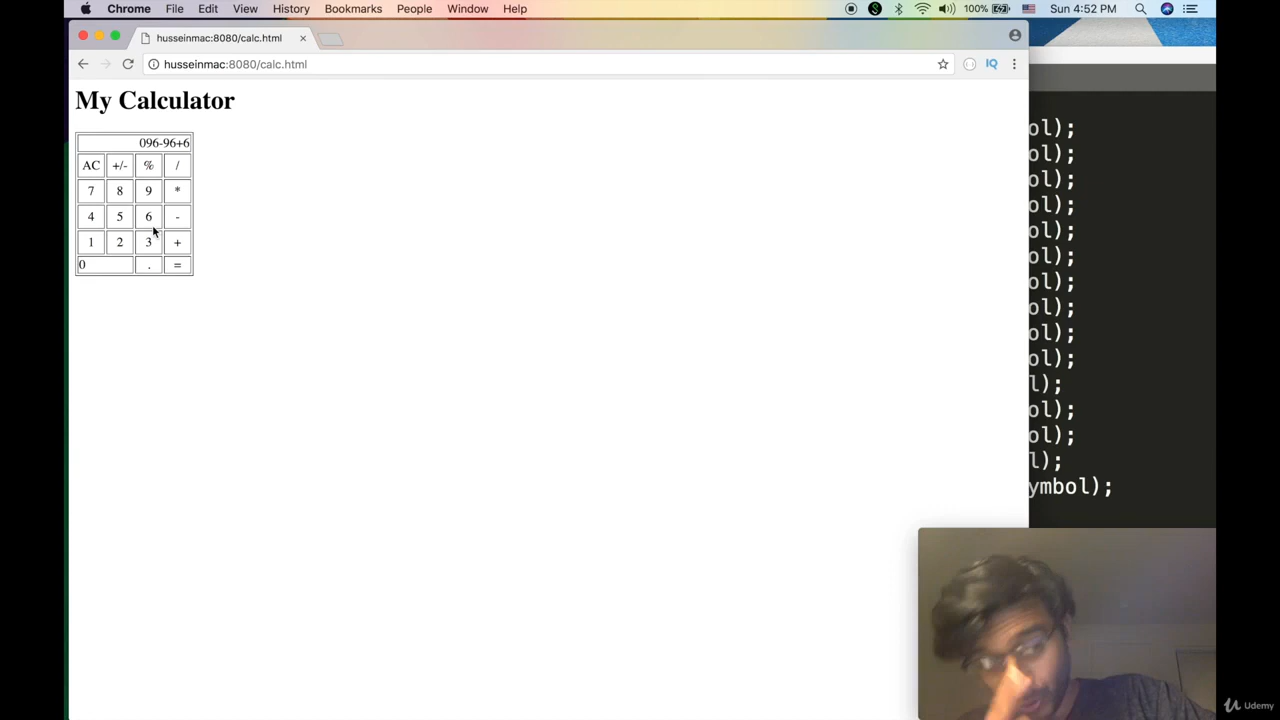 Chrome File Edit View History Bookmarks People Window Help 100% Sun 4:52 PM
husseinmac:8080/calc.html ×
husseinmac:8080/calc.html IQ
My Calculator
096-96+6
AC +/- % /
7 8 9 *
4 5 6 -
1 2 3 +
0 . =
ol);
ol);
ol);
ol);
ol);
ol);
ol);
ol);
ol);
ol);
l);
ol);
ol);
l);
ymbol);
Udemy